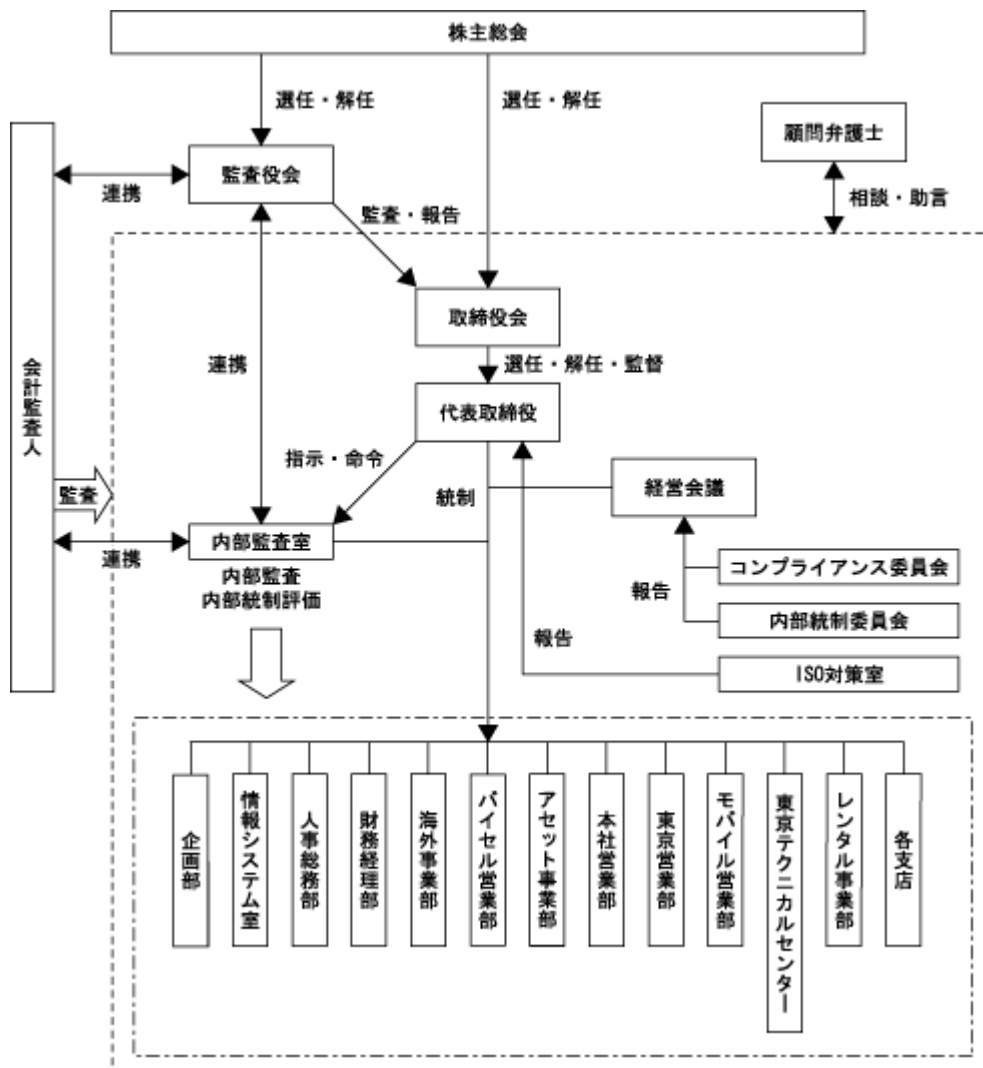 株主総会
選任・解任
選任・解任
顧問弁護士
監査役会
連携
相談・助言
監査・報告
取締役会
会計監査人
連携
選任・解任・監督
代表取締役
指示・命令
統制
経営会議
監査
内部監査室
連携
内部監査
内部統制評価
コンプライアンス委員会
報告
内部統制委員会
報告
ISO対策室
企画部
情報システム室
人事総務部
財務経理部
海外事業部
バイセル営業部
アセット事業部
本社営業部
東京営業部
モバイル営業部
東京テクニカルセンター
レンタル事業部
各支店